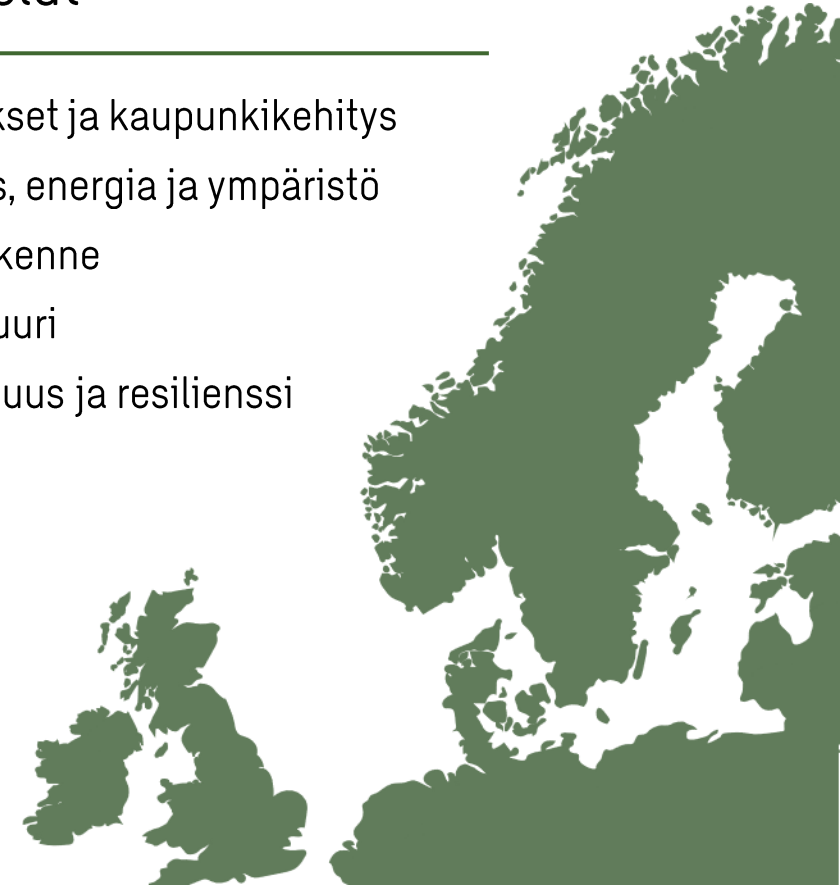 kset ja kaupunkikehitys
s, energia ja ympäristö
kenne
uuri
uus ja resilienssi